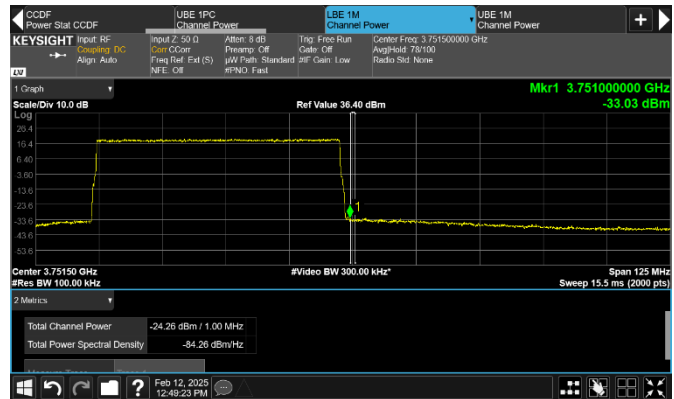 CCDF
Power Stat CCDF
UBE 1PC
Channel Power
LBE 1M
Channel Power
UBE 1M
Channel Power
KEYSIGHT
Input: RF
Coupling: DC
Align: Auto
Input Z: 50 Ω
Corr CCorr
Freq Ref: Ext (S)
NFE: Off
Atten: 8 dB
Preamp: Off
µW Path: Standard
#PNO: Fast
Trig: Free Run
Gate: Off
#IF Gain: Low
Center Freq: 3.751500000 GHz
Avg|Hold: 78/100
Radio Std: None
LXI
1 Graph
Mkr1 3.751000000 GHz
Scale/Div 10.0 dB
Ref Value 36.40 dBm
-33.03 dBm
Log
26.4
16.4
6.40
-3.60
-13.6
-23.6
-33.6
-43.6
-53.6
1
Center 3.75150 GHz
#Video BW 300.00 kHz*
Span 125 MHz
#Res BW 100.00 kHz
Sweep 15.5 ms (2000 pts)
2 Metrics
Total Channel Power -24.26 dBm / 1.00 MHz
Total Power Spectral Density -84.26 dBm/Hz
?
Feb 12, 2025
12:49:23 PM